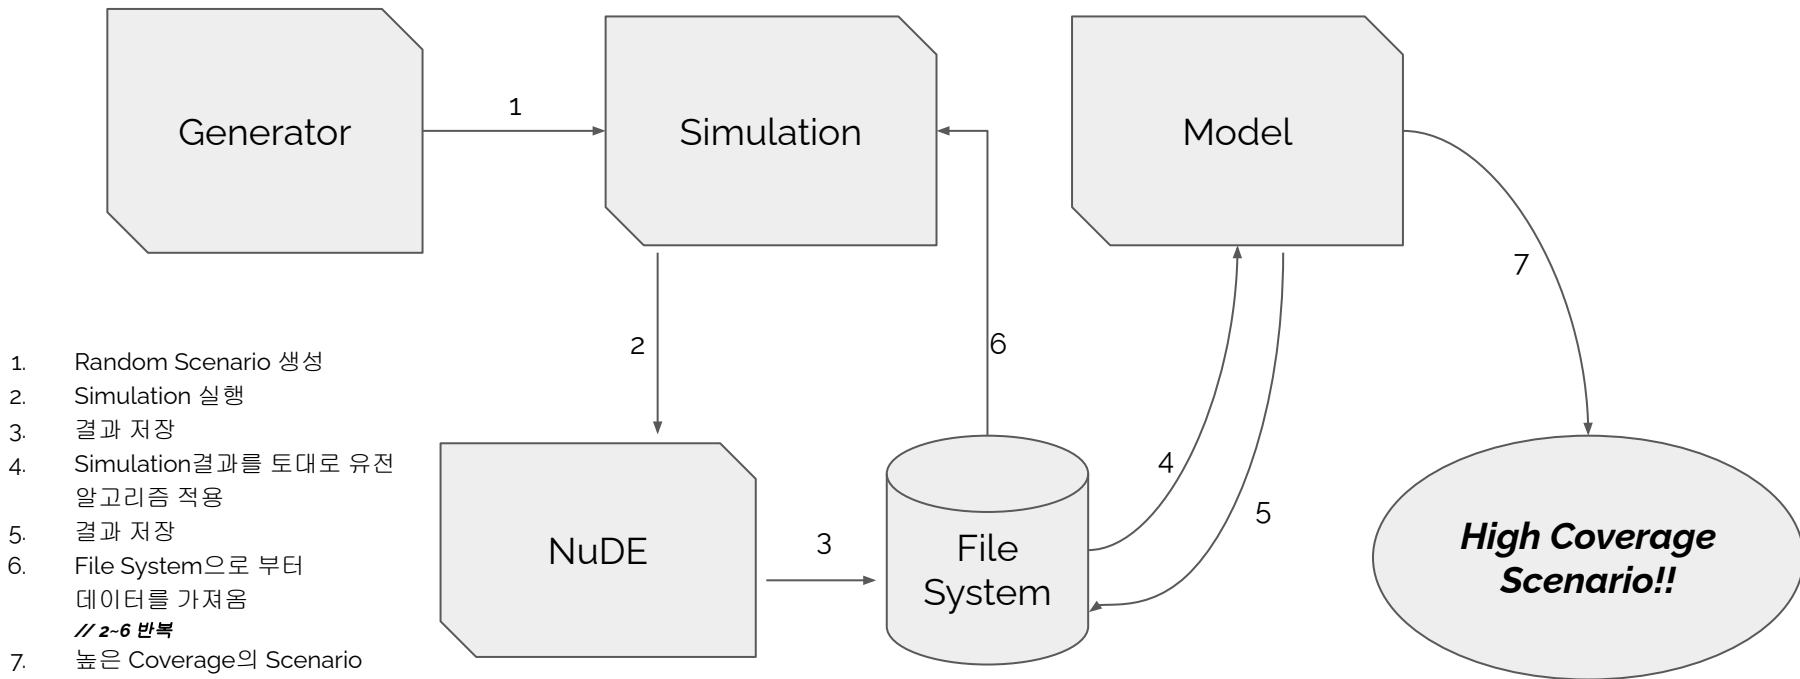 Generator
1
Simulation
Model
7
2
6
1. Random Scenario 생성
2. Simulation 실행
3. 결과 저장
4. Simulation결과를 토대로 유전
알고리즘 적용
5. 결과 저장
6. File System으로 부터
데이터를 가져옴
// 2~6 반복
7. 높은 Coverage의 Scenario
NuDE
3
File
System
4
5
High Coverage
Scenario!!